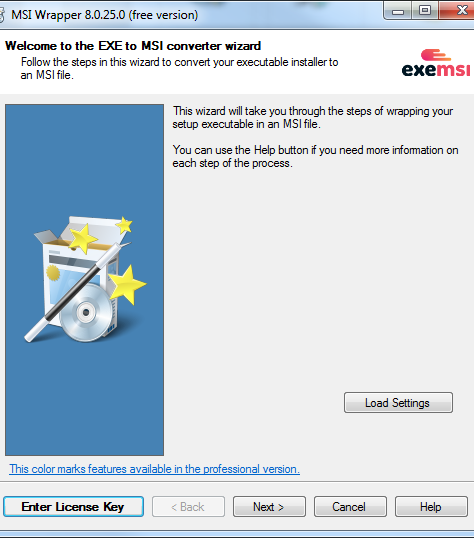 MSI Wrapper 8.0.25.0 (free version)
Welcome to the EXE to MSI converter wizard
Follow the steps in this wizard to convert your executable installer to
an MSI file.
exemsi
This wizard will take you through the steps of wrapping your
setup executable in an MSI file.
You can use the Help button if you need more information on
each step of the process.
Load Settings
This color marks features available in the professional version.
Enter License Key
< Back
Next >
Cancel
Help